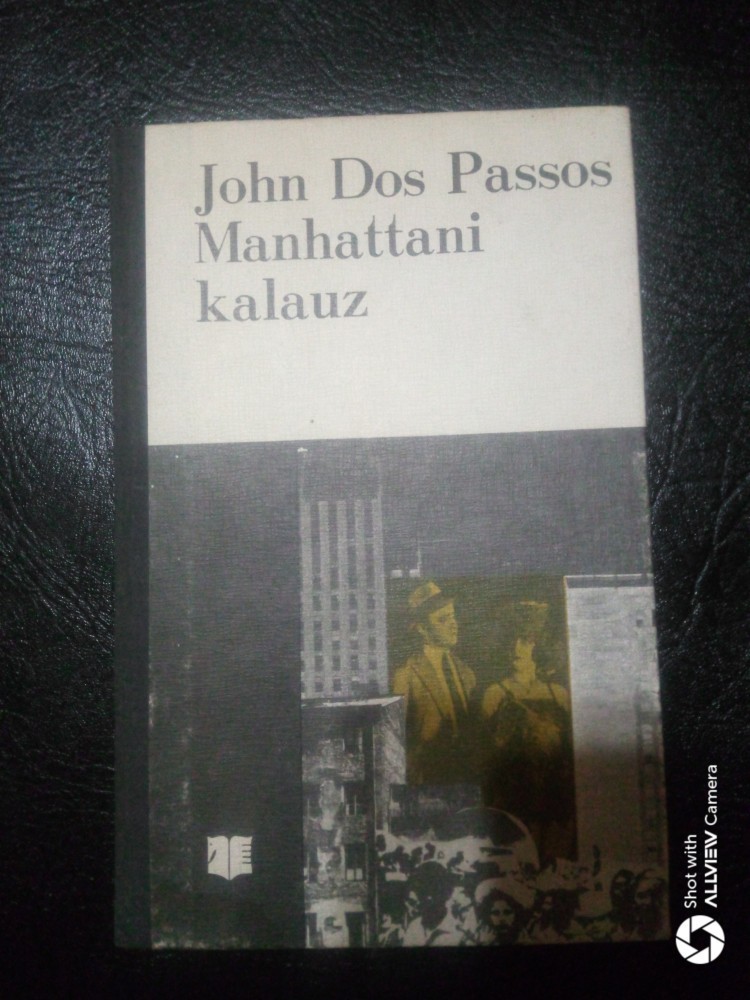 John Dos Passos
Manhattani
kalauz
Shot with
ALLVIEW Camera